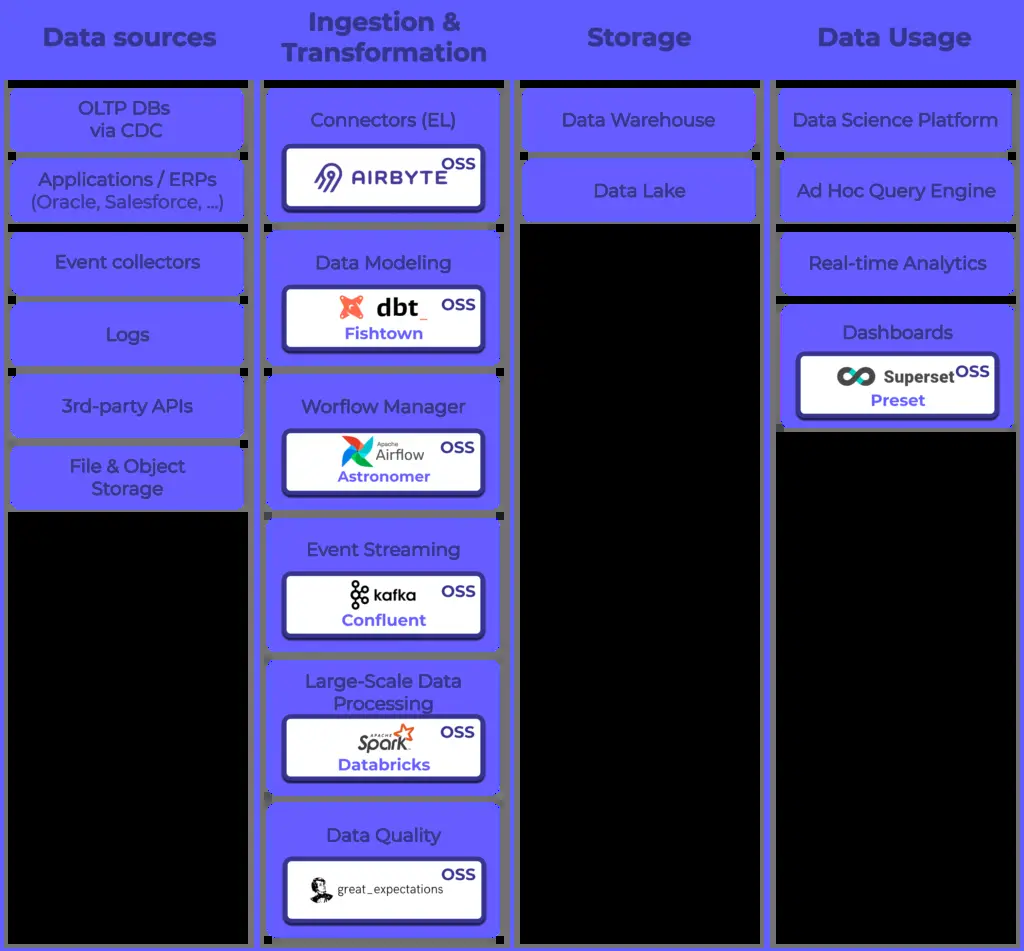 Data sources
OLTP DBs
via CDC
Applications / ERPs
(Oracle, Salesforce, ...)
Event collectors
Logs
3rd-party APIs
File & Object
Storage
Ingestion &
Transformation
Connectors (EL)
AIRBYTE
OSS
Data Modeling
dbt_
OSS
Fishtown
Worflow Manager
Apache
Airflow
OSS
Astronomer
Event Streaming
kafka
OSS
Confluent
Large-Scale Data
Processing
APACHE
Spark
OSS
Databricks
Data Quality
OSS
great_expectations
Storage
Data Warehouse
Data Lake
Data Usage
Data Science Platform
Ad Hoc Query Engine
Real-time Analytics
Dashboards
Superset
OSS
Preset